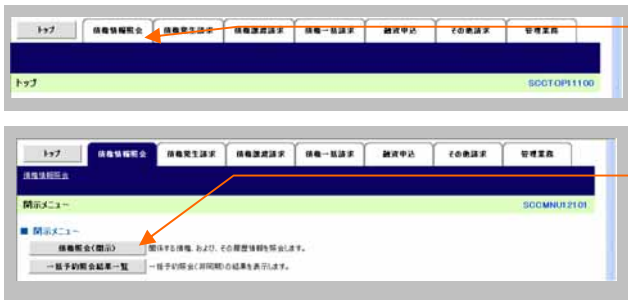 トップ 債権情報照会 債権発生請求 債権譲渡請求 債権一括請求 融資申込 その他請求 管理業務
トップ SCCTOP11100
トップ 債権情報照会 債権発生請求 債権譲渡請求 債権一括請求 融資申込 その他請求 管理業務
債権情報照会
開示メニュー SCCMNU12101
■ 開示メニュー
債権照会(開示) 関係する債権、および、その履歴情報を照会します。
一括予約照会結果一覧 一括予約照会(非同期)の結果を表示します。